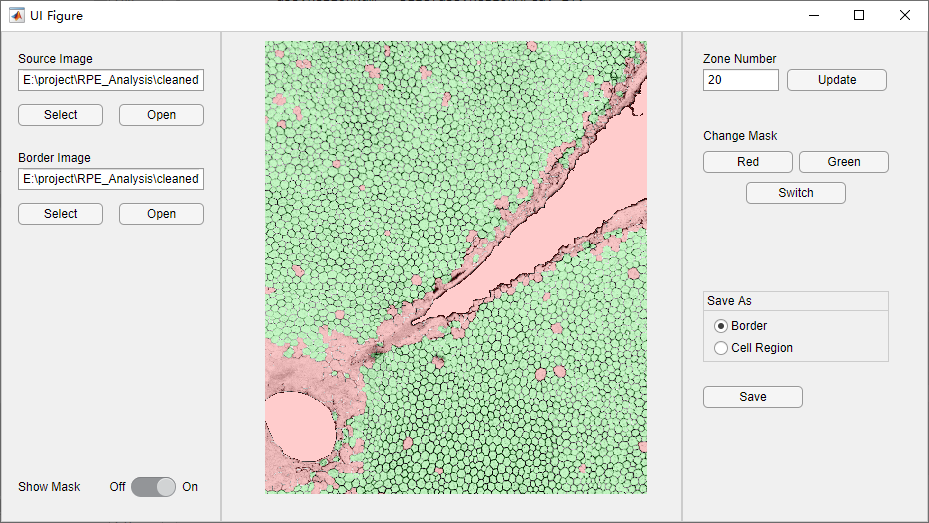 UI Figure
Source Image
E:\project\RPE_Analysis\cleaned
Select Open
Border Image
E:\project\RPE_Analysis\cleaned
Select Open
Show Mask Off On
Zone Number
20 Update
Change Mask
Red Green
Switch
Save As
Border
Cell Region
Save